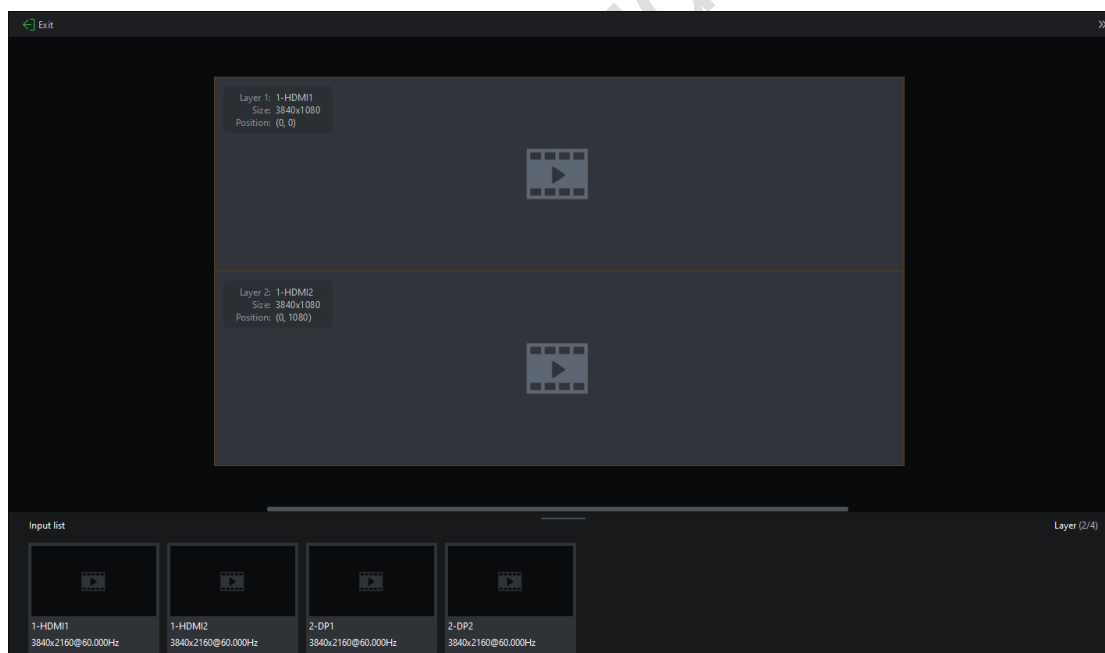 Exit
Layer 1: 1-HDMI1
Size: 3840x1080
Position: (0, 0)
Layer 2: 1-HDMI2
Size: 3840x1080
Position: (0, 1080)
Input list
Layer (2/4)
1-HDMI1
3840x2160@60.000Hz
1-HDMI2
3840x2160@60.000Hz
2-DP1
3840x2160@60.000Hz
2-DP2
3840x2160@60.000Hz